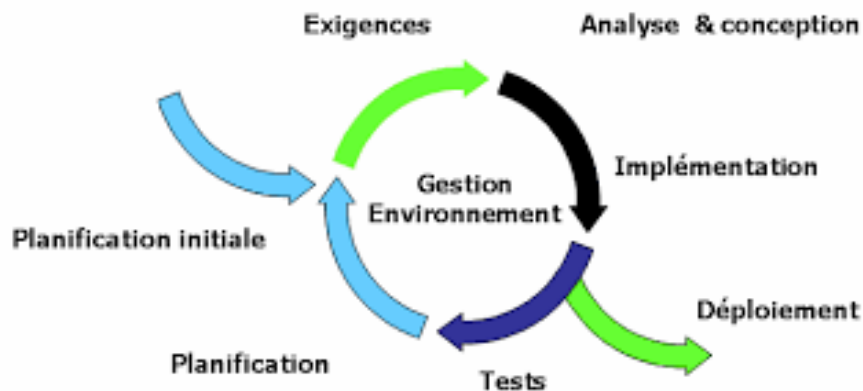 Exigences
Analyse & conception
Implémentation
Gestion
Environnement
Planification initiale
Déploiement
Planification
Tests